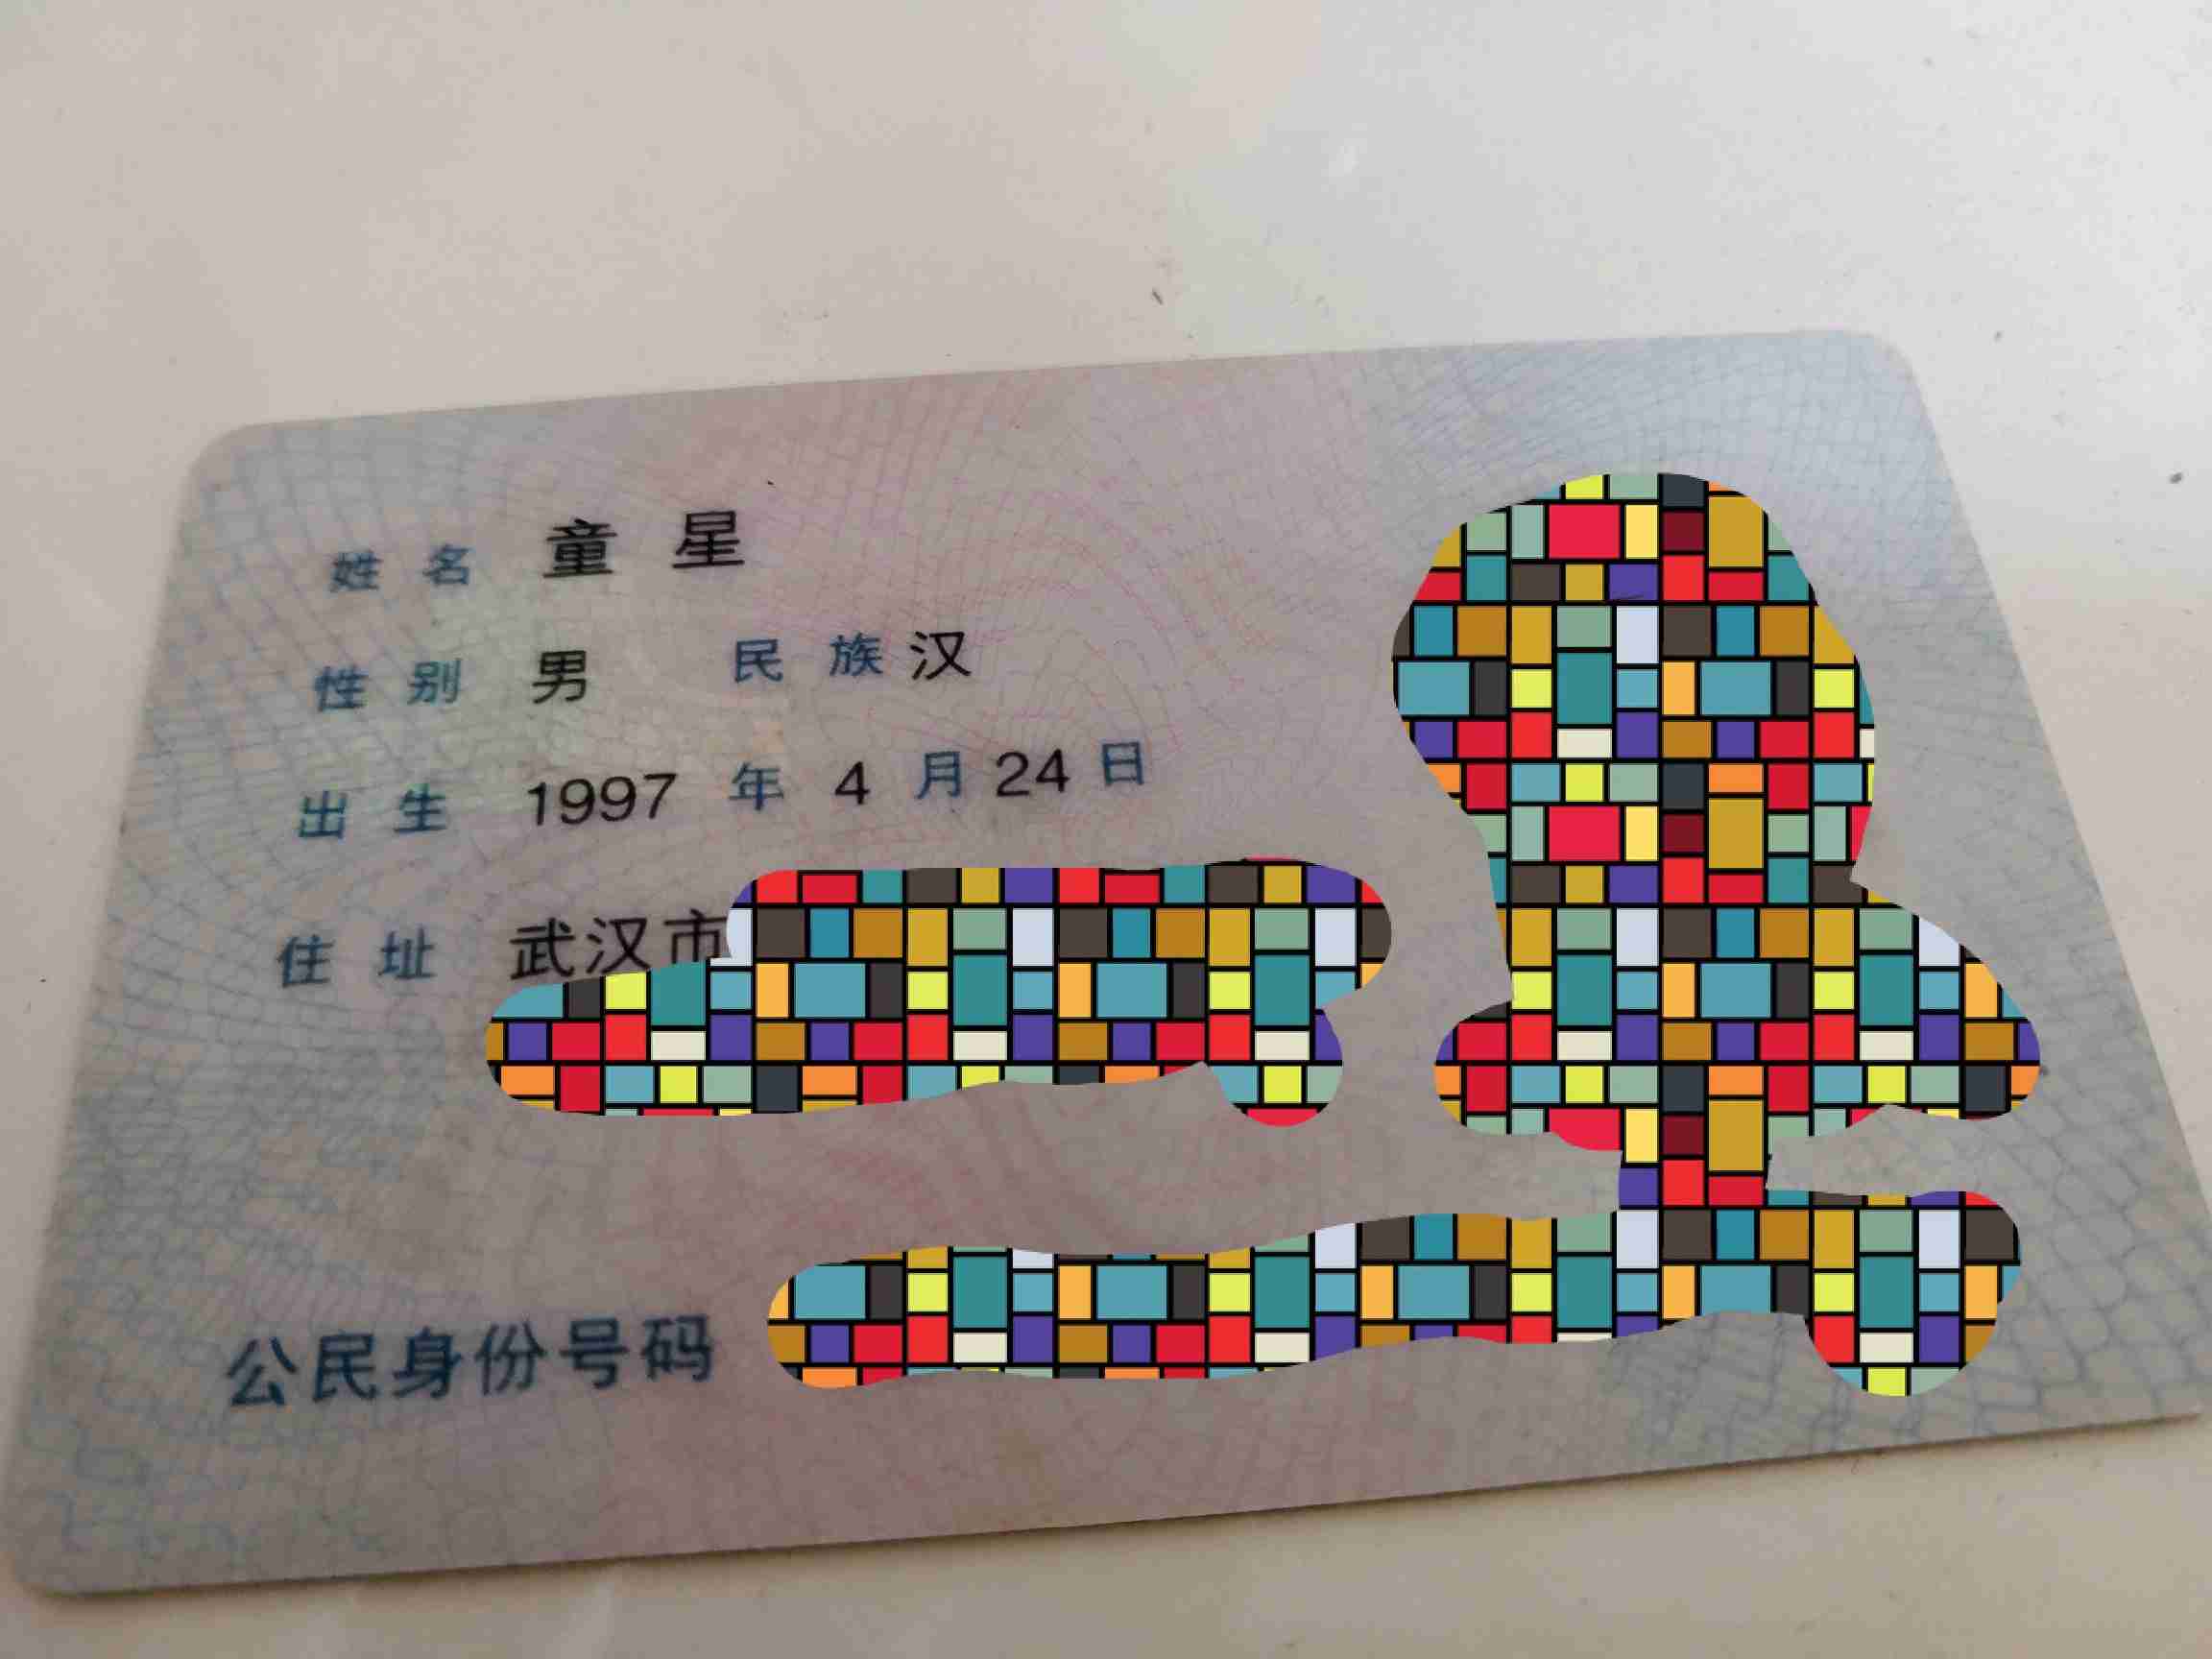 姓名 童星
性别 男 民族 汉
出生 1997 年 4 月 24 日
住址 武汉市
公民身份号码